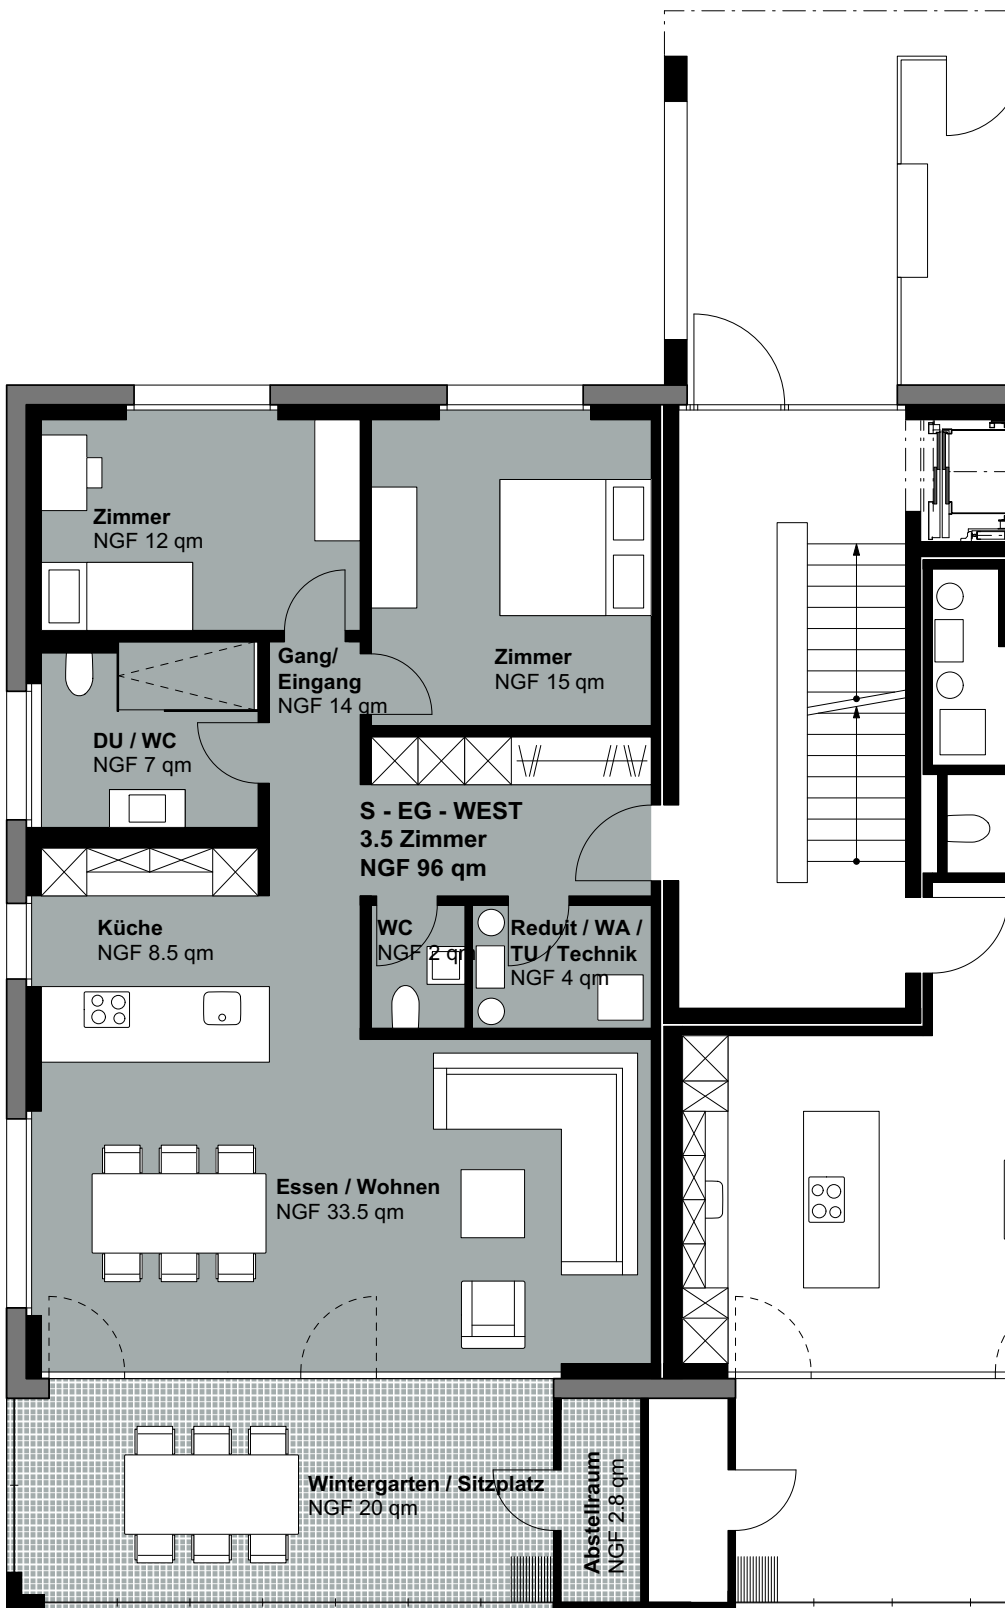 Zimmer
NGF 12 qm
Gang/
Eingang
NGF 14 qm
Zimmer
NGF 15 qm
DU / WC
NGF 7 qm
S - EG - WEST
3.5 Zimmer
NGF 96 qm
Küche
NGF 8.5 qm
WC
NGF 2 qm
Reduit / WA /
TU / Technik
NGF 4 qm
Essen / Wohnen
NGF 33.5 qm
Wintergarten / Sitzplatz
NGF 20 qm
Abstellraum
NGF 2.8 qm